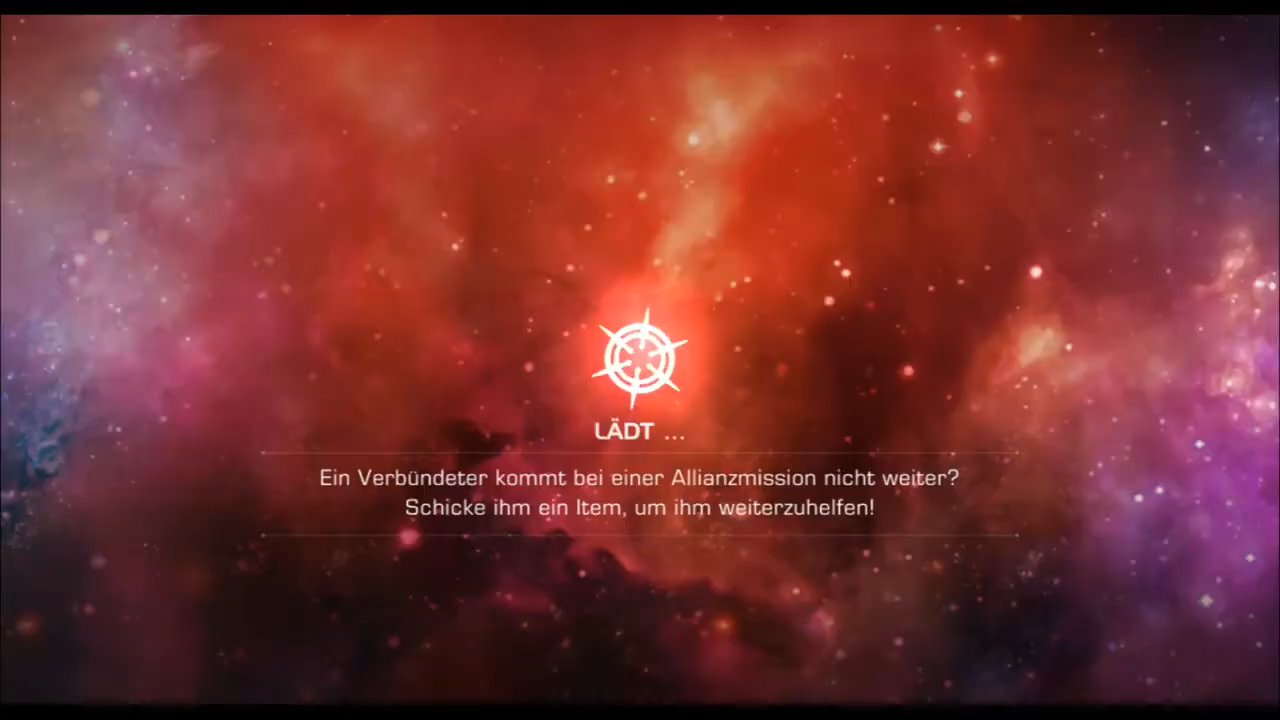 LÄDT ...
Ein Verbündeter kommt bei einer Allianzmission nicht weiter?
Schicke ihm ein Item, um ihm weiterzuhelfen!